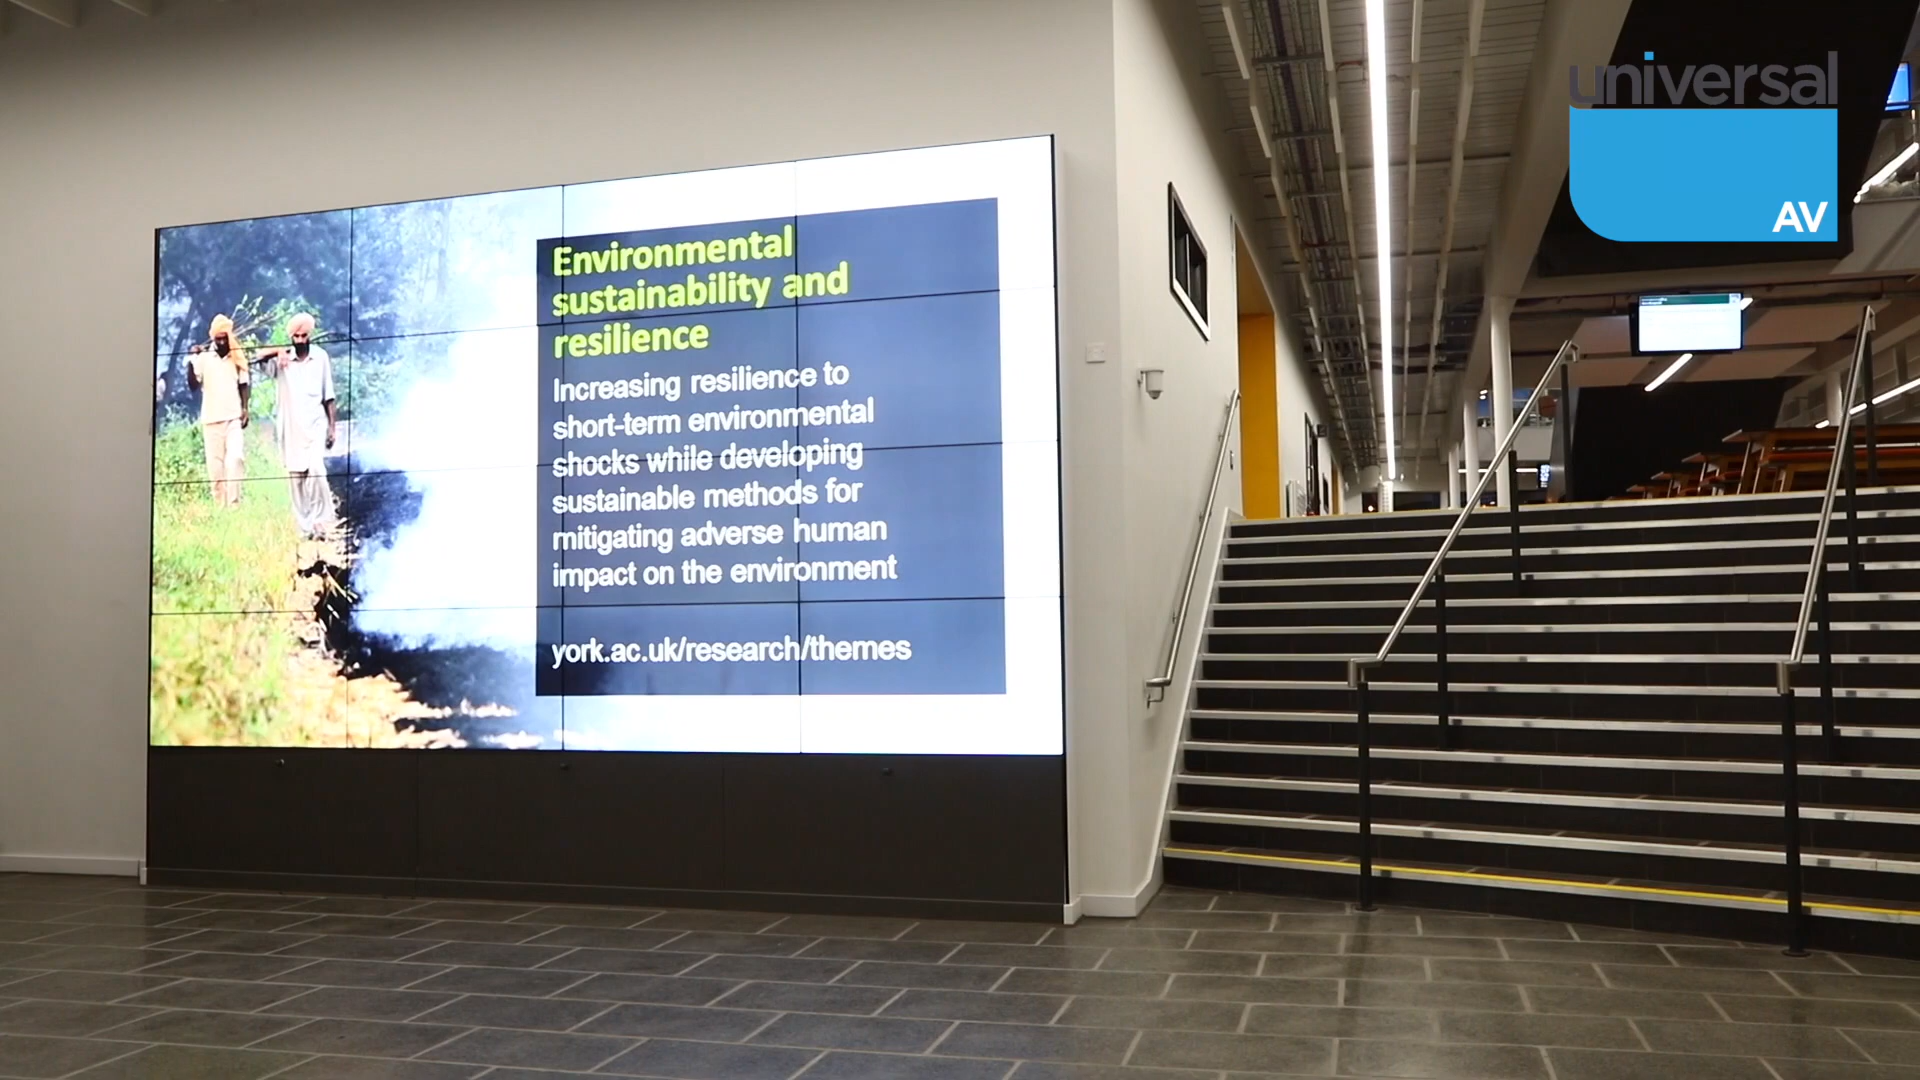 universal
AV
Environmental
sustainability and
resilience
Increasing resilience to
short-term environmental
shocks while developing
sustainable methods for
mitigating adverse human
impact on the environment
york.ac.uk/research/themes